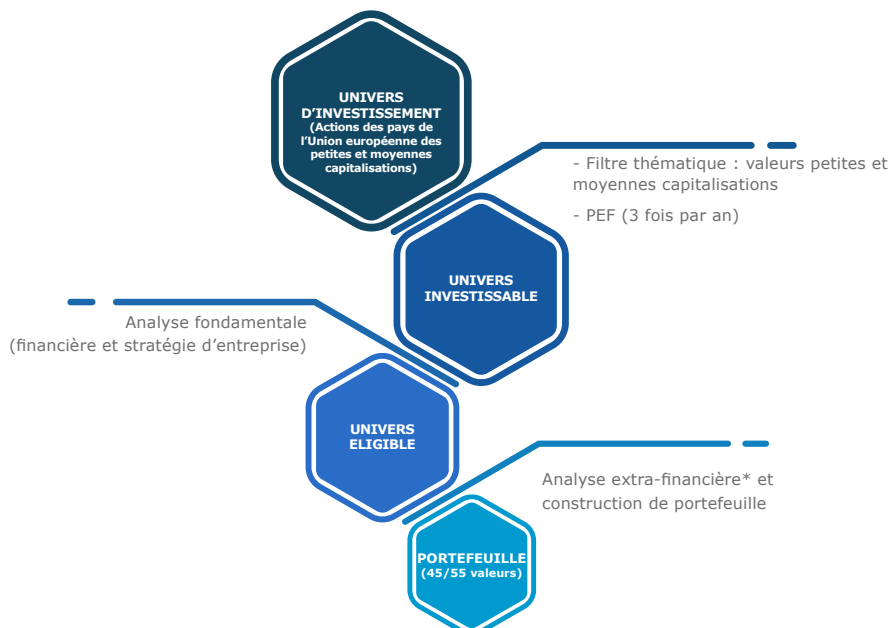 UNIVERS
D'INVESTISSEMENT
(Actions des pays de
l'Union européenne des
petites et moyennes
capitalisations)
- Filtre thématique : valeurs petites et
moyennes capitalisations
- PEF (3 fois par an)
UNIVERS
INVESTISSABLE
Analyse fondamentale
(financière et stratégie d'entreprise)
UNIVERS
ELIGIBLE
Analyse extra-financière* et
construction de portefeuille
PORTEFEUILLE
(45/55 valeurs)